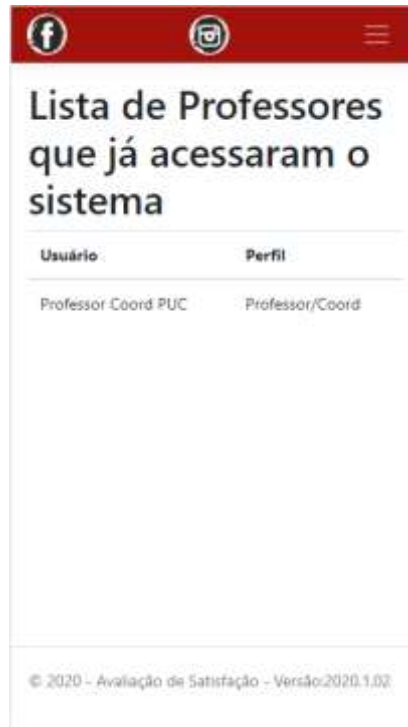 Lista de Professores
que já acessaram o
sistema
Usuário Perfil
Professor Coord PUC Professor/Coord
© 2020 - Avaliação de Satisfação - Versão:2020.1.02